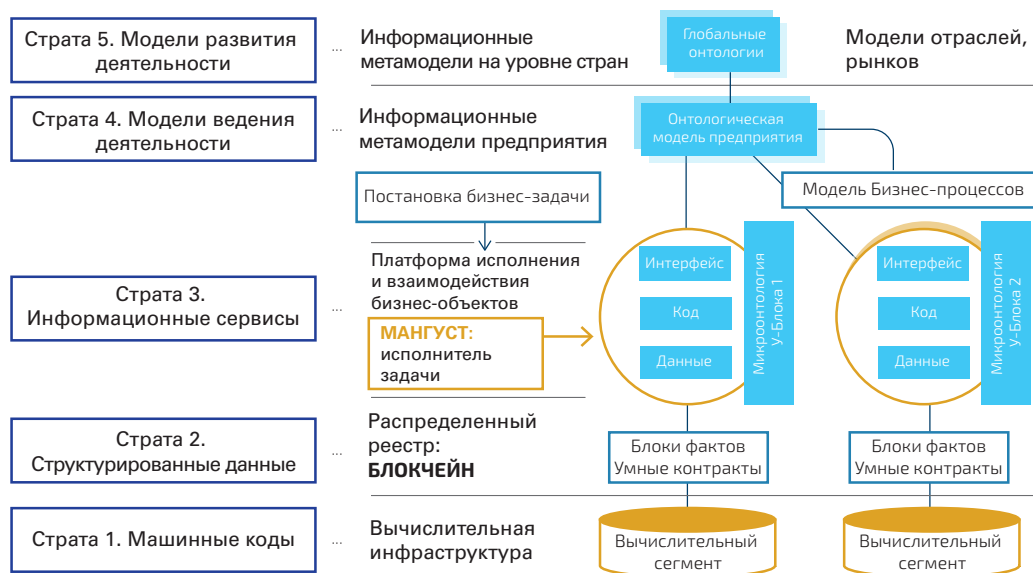 Страта 5. Модели развития
деятельности
...
Информационные
метамодели на уровне стран
Глобальные
онтологии
Модели отраслей,
рынков
Страта 4. Модели ведения
деятельности
...
Информационные
метамодели предприятия
Онтологическая
модель предприятия
Постановка бизнес-задачи
Модель Бизнес-процессов
Страта 3.
Информационные сервисы
...
Платформа исполнения
и взаимодействия
бизнес-объектов
МАНГУСТ:
исполнитель
задачи
Интерфейс
Код
Данные
Микроонтология
У-Блока 1
Интерфейс
Код
Данные
Микроонтология
У-Блока 2
Страта 2.
Структурированные данные
...
Распределенный
реестр:
БЛОКЧЕЙН
Блоки фактов
Умные контракты
Блоки фактов
Умные контракты
Страта 1. Машинные коды
...
Вычислительная
инфраструктура
Вычислительный
сегмент
Вычислительный
сегмент